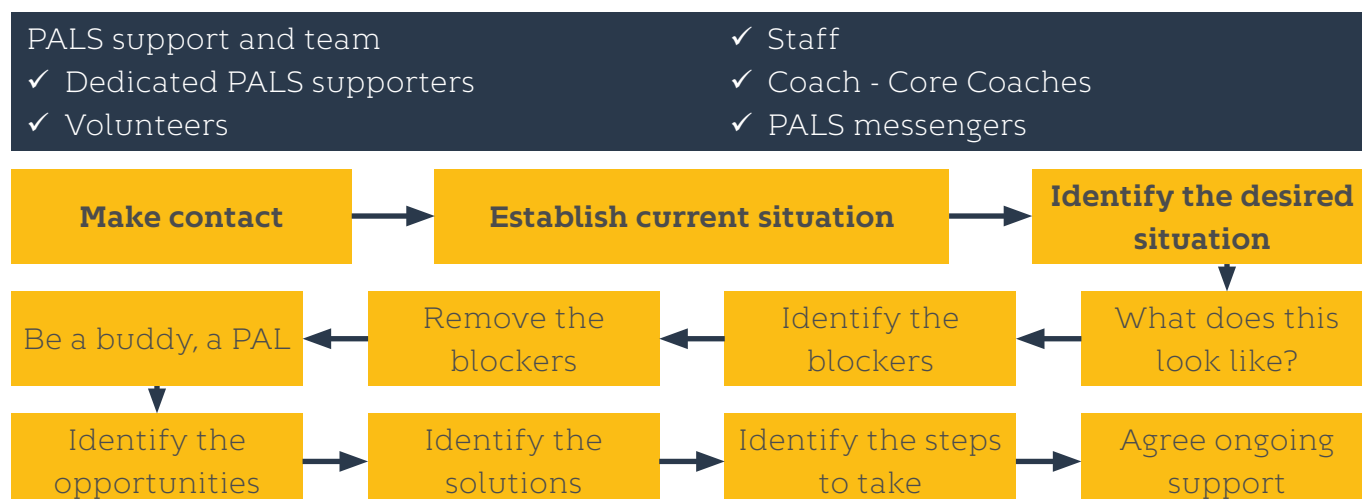 PALS support and team
✓ Dedicated PALS supporters
✓ Volunteers
✓ Staff
✓ Coach - Core Coaches
✓ PALS messengers
Make contact
Establish current situation
Identify the desired
situation
What does this
look like?
Identify the
blockers
Remove the
blockers
Be a buddy, a PAL
Identify the
opportunities
Identify the
solutions
Identify the steps
to take
Agree ongoing
support